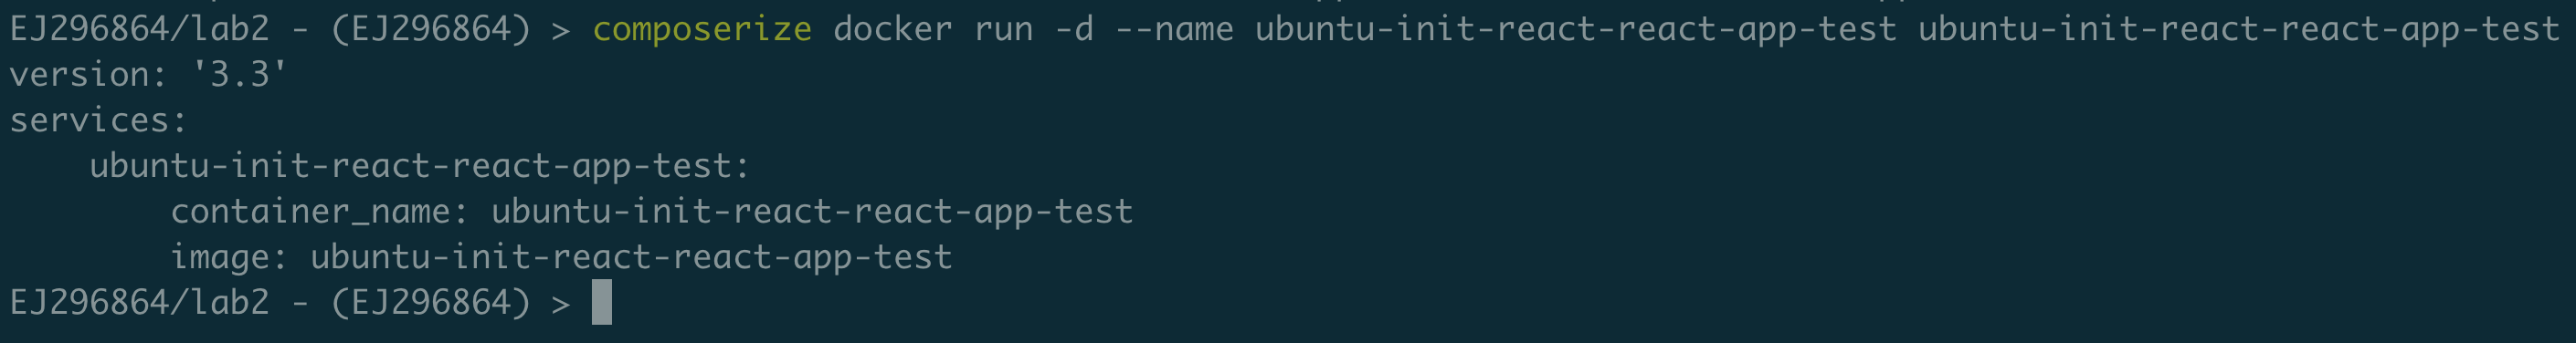 EJ296864/lab2 - (EJ296864) > composerize docker run -d --name ubuntu-init-react-react-app-test ubuntu-init-react-react-app-test
version: '3.3'
services:
    ubuntu-init-react-react-app-test:
        container_name: ubuntu-init-react-react-app-test
        image: ubuntu-init-react-react-app-test
EJ296864/lab2 - (EJ296864) >